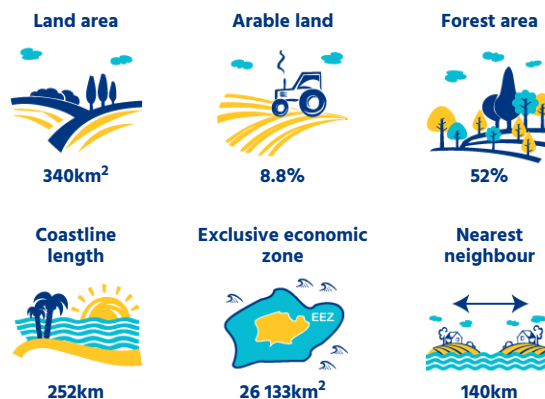 Land area
Arable land
Forest area
340km²
8.8%
52%
Coastline
length
Exclusive economic
zone
Nearest
neighbour
EEZ
252km
26 133km²
140km